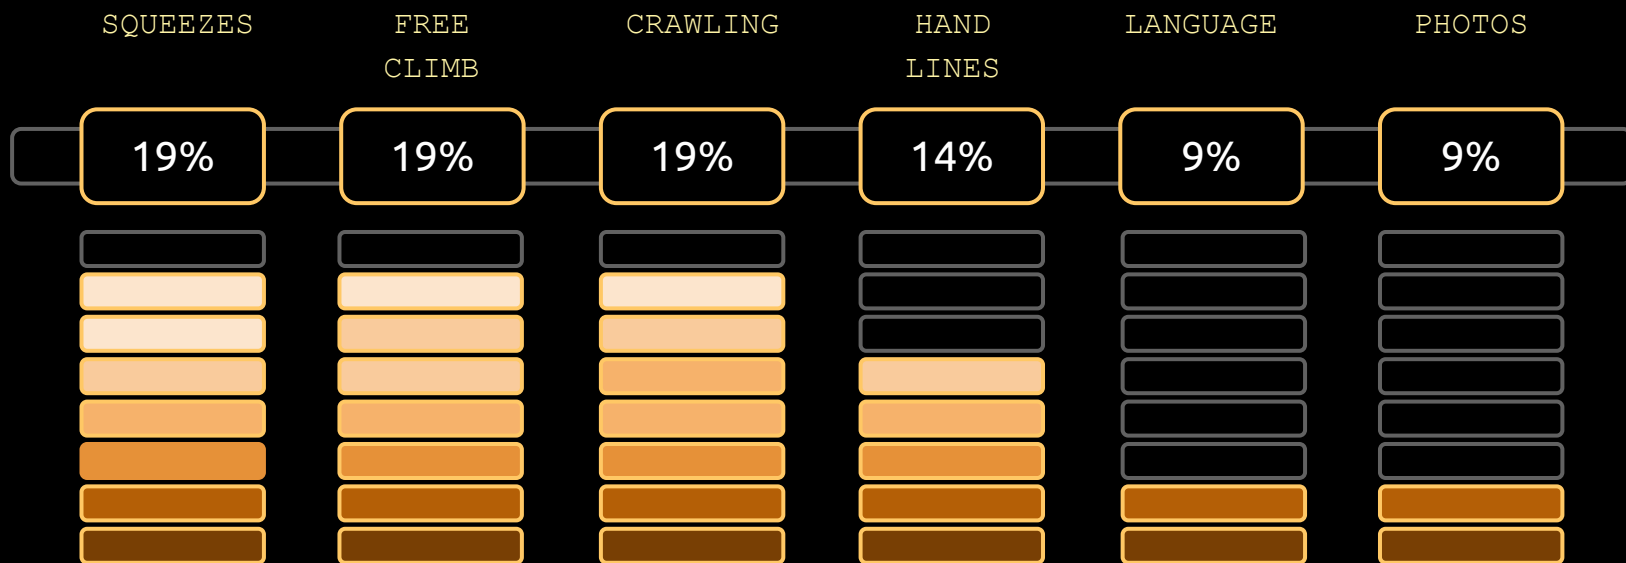 SQUEEZES
FREE
CLIMB
CRAWLING
HAND
LINES
LANGUAGE
PHOTOS
19%
19%
19%
14%
9%
9%